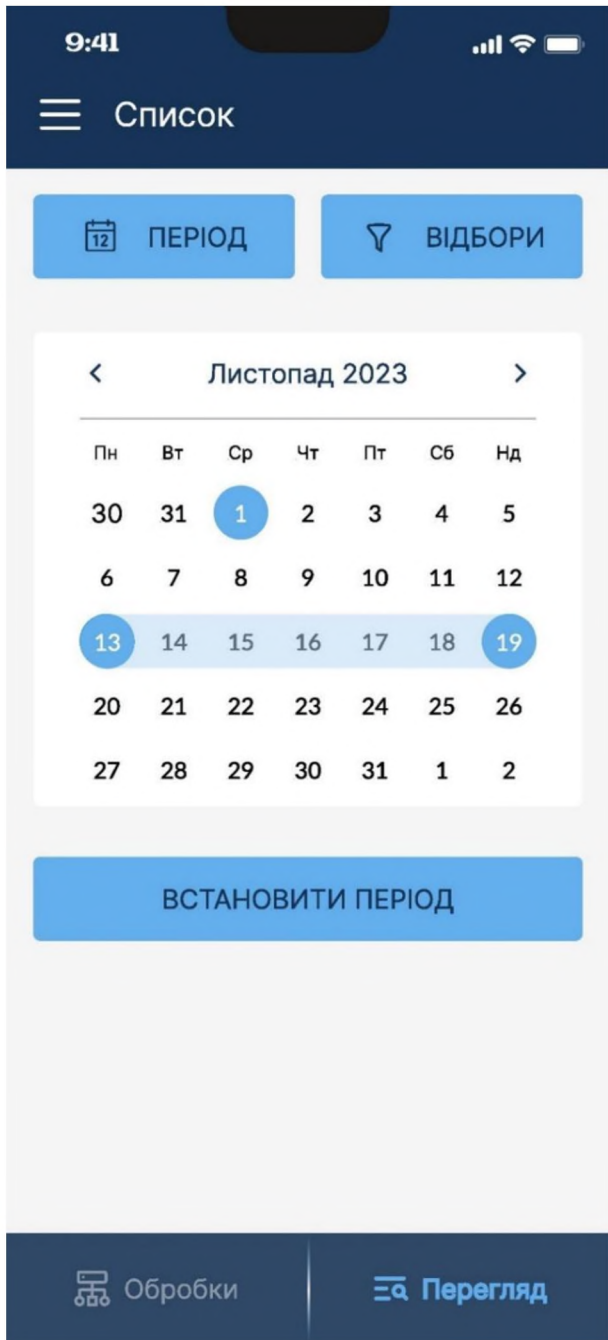 9:41
Список
12 ПЕРІОД ВІДБОРИ
Листопад 2023
Пн Вт Ср Чт Пт Сб Нд
30 31 1 2 3 4 5
6 7 8 9 10 11 12
13 14 15 16 17 18 19
20 21 22 23 24 25 26
27 28 29 30 31 1 2
ВСТАНОВИТИ ПЕРІОД
Обробки Перегляд